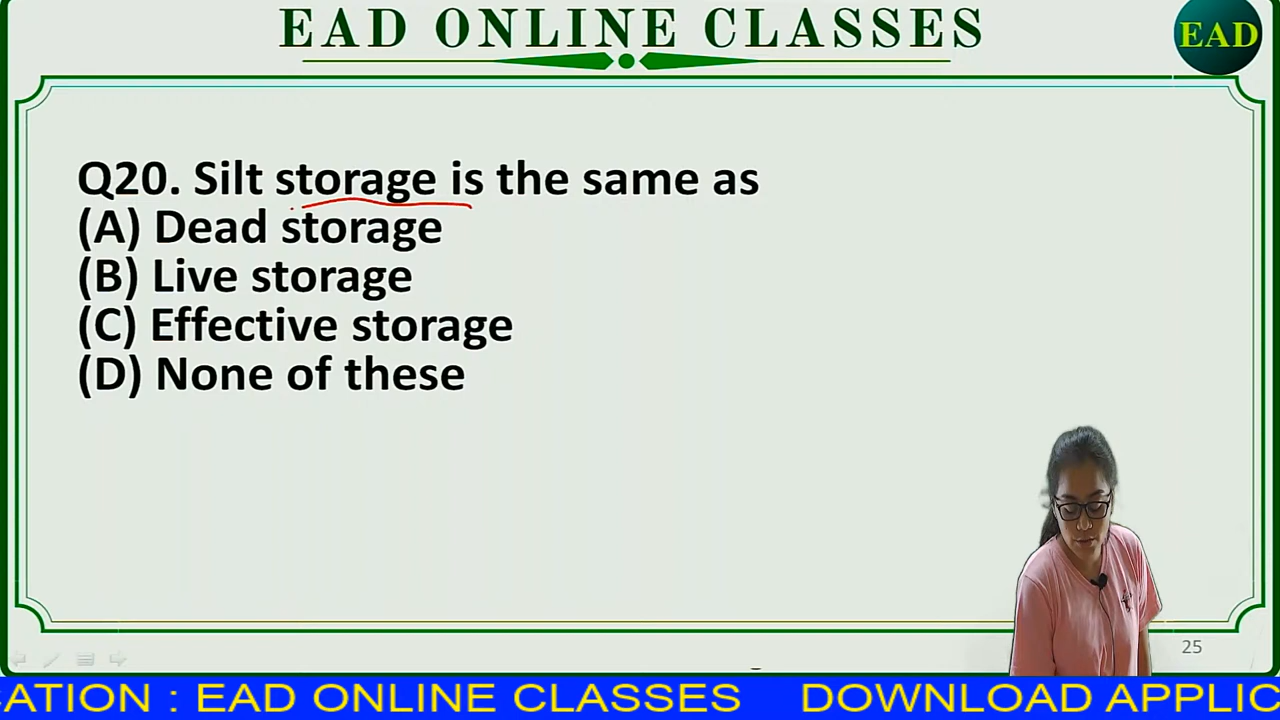 EAD ONLINE CLASSES
EAD
Q20. Silt storage is the same as
(A) Dead storage
(B) Live storage
(C) Effective storage
(D) None of these
25
CATION : EAD ONLINE CLASSES DOWNLOAD APPLIC